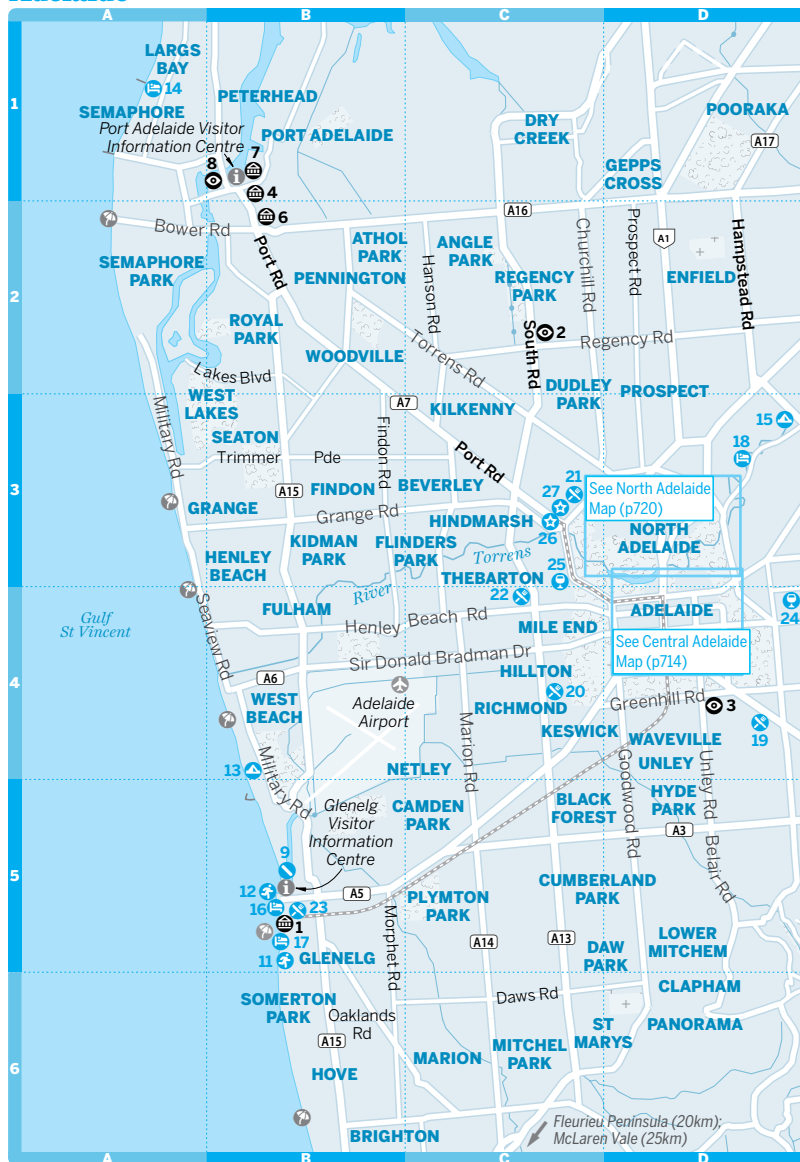 A
B
C
D
LARGS
BAY
14
1
PETERHEAD
SEMAPHORE
Port Adelaide Visitor
Information Centre
PORT ADELAIDE
DRY
CREEK
POORAKA
A17
GEPPS
CROSS
8
7
4
6
A16
Bower Rd
Port Rd
SEMAPHORE
PARK
ATHOL
PARK
PENNINGTON
Hanson Rd
ANGLE
PARK
REGENCY
PARK
Churchill Rd
Prospect Rd
A1
Hampstead Rd
ENFIELD
2
ROYAL
PARK
WOODVILLE
Torrens Rd
South Rd
2
Regency Rd
Lakes Blvd
WEST
LAKES
Military Rd
A7
KILKENNY
DUDLEY
PARK
PROSPECT
15
18
SEATON
Trimmer Pde
Findon Rd
Port Rd
3
A15
FINDON
BEVERLEY
21
27
26
See North Adelaide
Map (p720)
GRANGE
Grange Rd
HINDMARSH
NORTH
ADELAIDE
HENLEY
BEACH
KIDMAN
PARK
FLINDERS
PARK
Torrens
25
THEBARTON
River
22
Gulf
St Vincent
Seaview Rd
FULHAM
Henley Beach Rd
MILE END
ADELAIDE
24
See Central Adelaide
Map (p714)
4
Sir Donald Bradman Dr
HILLTON
A6
WEST
BEACH
Adelaide
Airport
Marion Rd
20
RICHMOND
Greenhill Rd
3
19
KESWICK
WAVEVILLE
UNLEY
13
Military Rd
NETLEY
Goodwood Rd
Unley Rd
HYDE
PARK
Glenelg
Visitor
Information
Centre
CAMDEN
PARK
BLACK
FOREST
A3
Belair Rd
5
9
12
A5
16
23
1
17
11
GLENELG
Morphet Rd
PLYMTON
PARK
CUMBERLAND
PARK
A14
A13
DAW
PARK
LOWER
MITCHEM
CLAPHAM
SOMERTON
PARK
Oaklands
Rd
Daws Rd
ST
MARYS
PANORAMA
A15
6
MARION
MITCHEL
PARK
HOVE
BRIGHTON
Fleurieu Peninsula (20km);
McLaren Vale (25km)
A
B
C
D